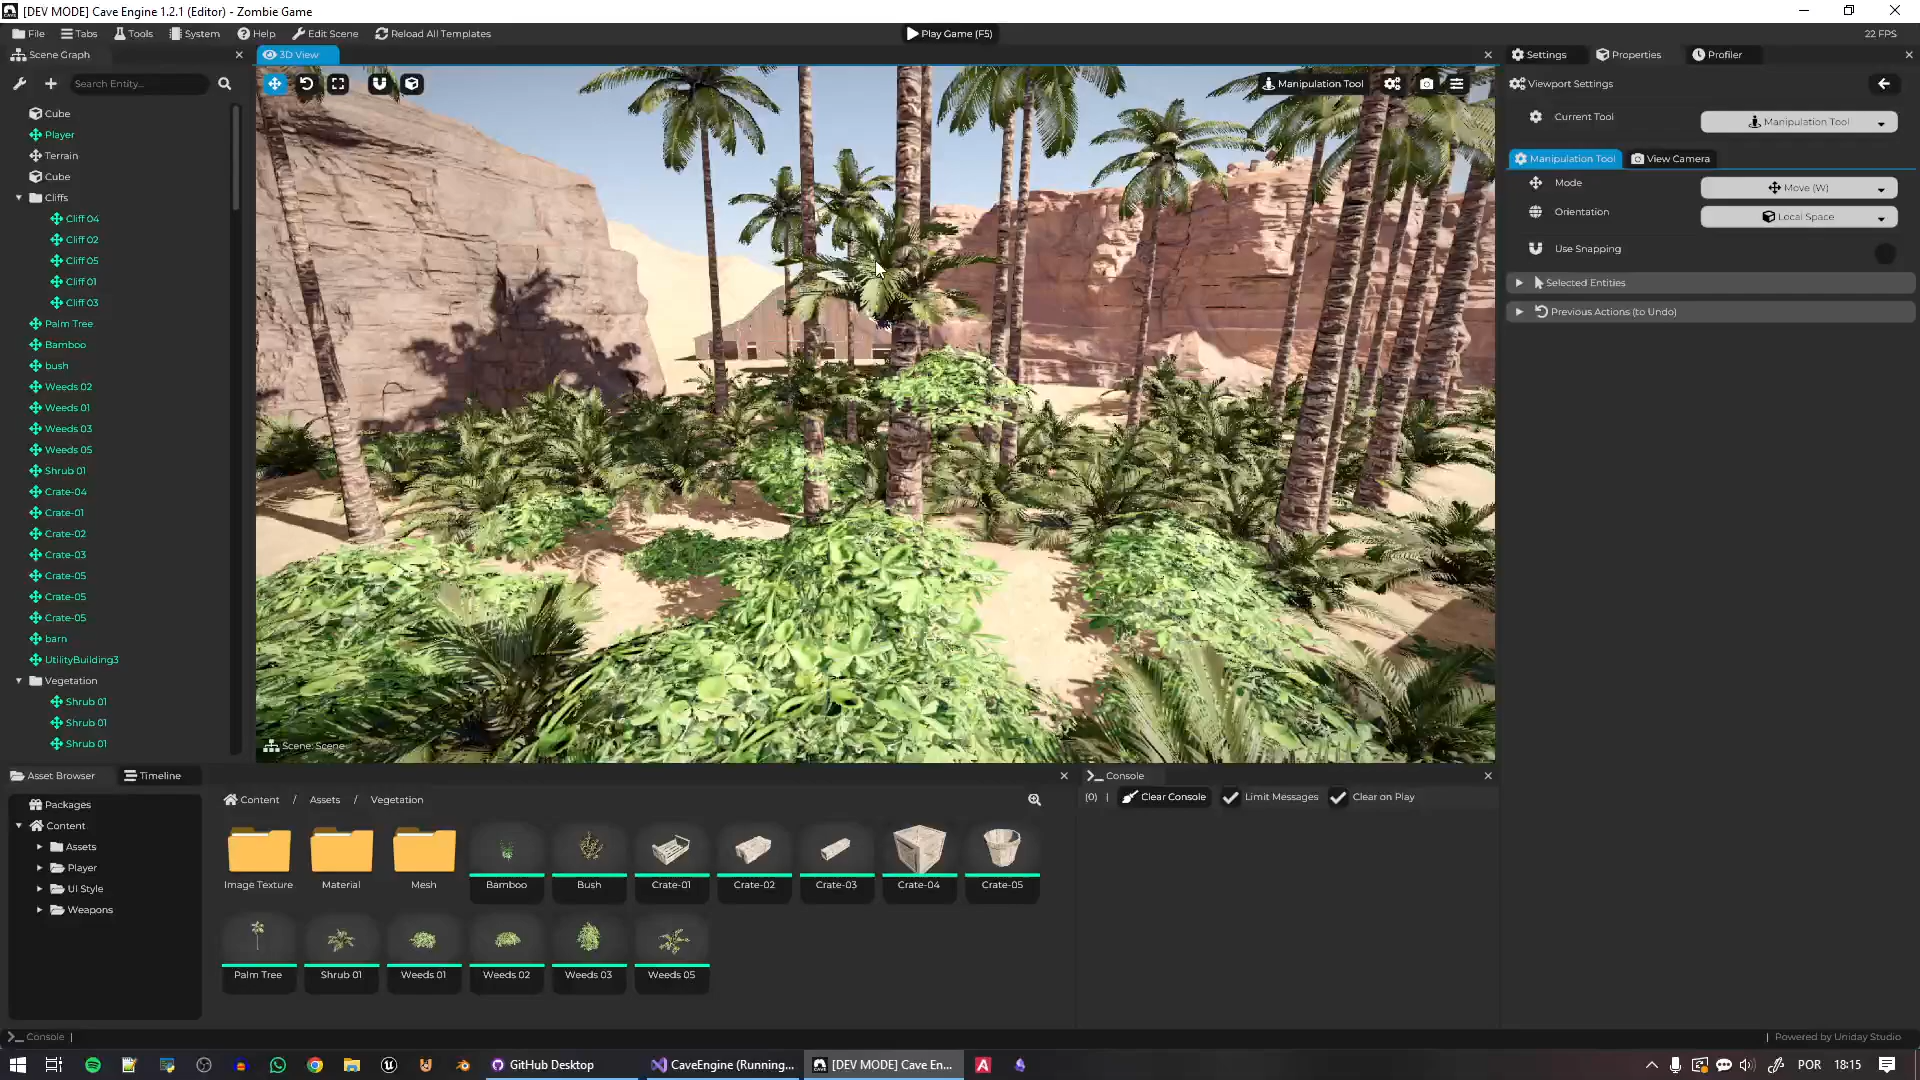 [DEV MODE] Cave Engine 1.2.1 (Editor) - Zombie Game
File Tabs Tools System Help Edit Scene Reload All Templates Play Game (F5) 22 FPS
Scene Graph 3D View Settings Properties Profiler
Search Entity... Manipulation Tool Viewport Settings
Cube
Player
Terrain
Cube
Cliffs
Cliff 04
Cliff 02
Cliff 05
Cliff 01
Cliff 03
Palm Tree
Bamboo
bush
Weeds 02
Weeds 01
Weeds 03
Weeds 05
Shrub 01
Crate-04
Crate-01
Crate-02
Crate-03
Crate-05
Crate-05
Crate-05
barn
UtilityBuilding3
Vegetation
Shrub 01
Shrub 01
Shrub 01
Scene: Scene
Current Tool Manipulation Tool
Manipulation Tool View Camera
Mode Move (W)
Orientation Local Space
Use Snapping
Selected Entities
Previous Actions (to Undo)
Asset Browser Timeline Console
Packages
Content
Assets
Player
UI Style
Weapons
Content / Assets / Vegetation
(0) | Clear Console Limit Messages Clear on Play
Image Texture Material Mesh Bamboo Bush Crate-01 Crate-02 Crate-03 Crate-04 Crate-05
Palm Tree Shrub 01 Weeds 01 Weeds 02 Weeds 03 Weeds 05
Console | | Powered by Uniday Studio
GitHub Desktop CaveEngine (Running... [DEV MODE] Cave En... POR 18:15